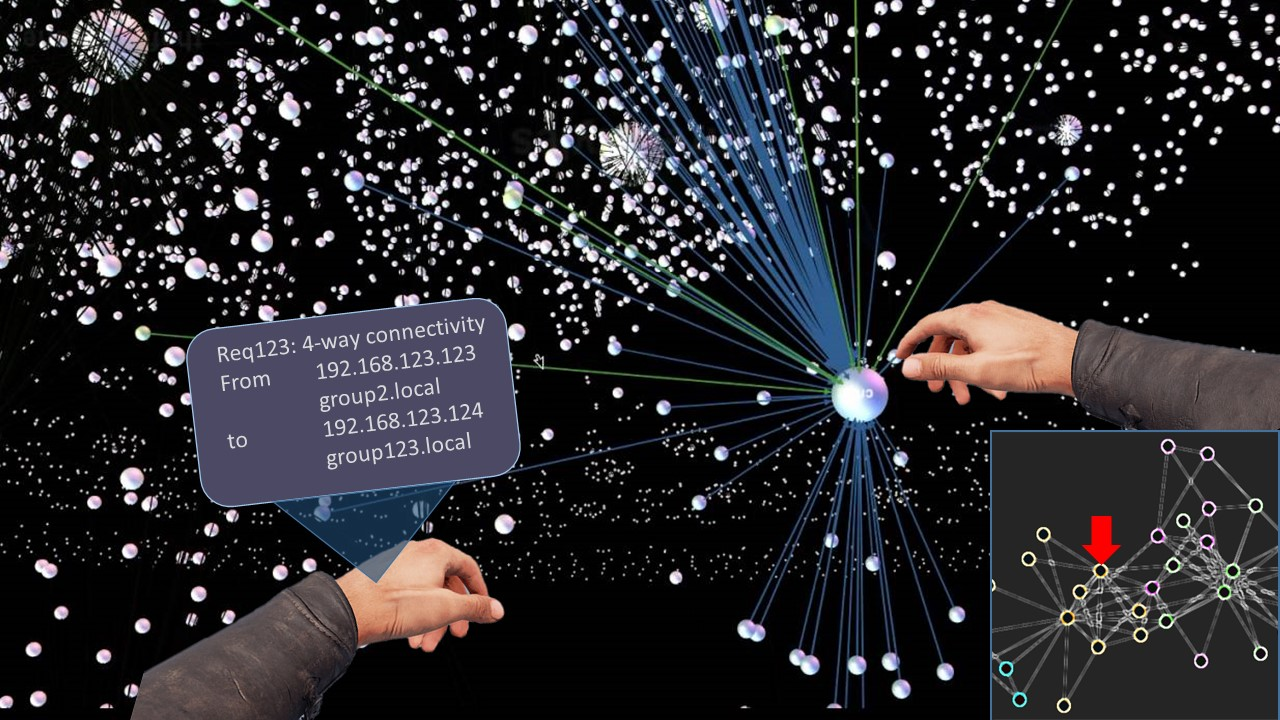 Req123: 4-way connectivity
From 192.168.123.123
group2.local
to 192.168.123.124
group123.local